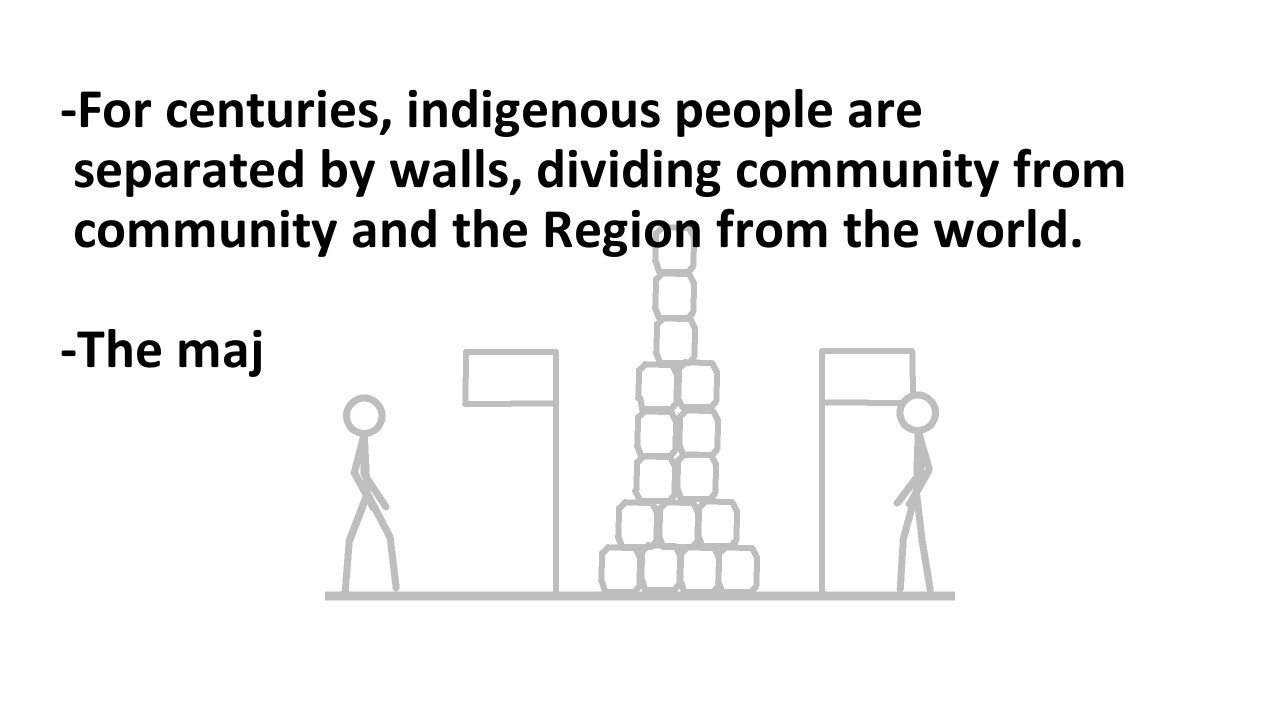 -For centuries, indigenous people are
separated by walls, dividing community from
community and the Region from the world.
-The maj